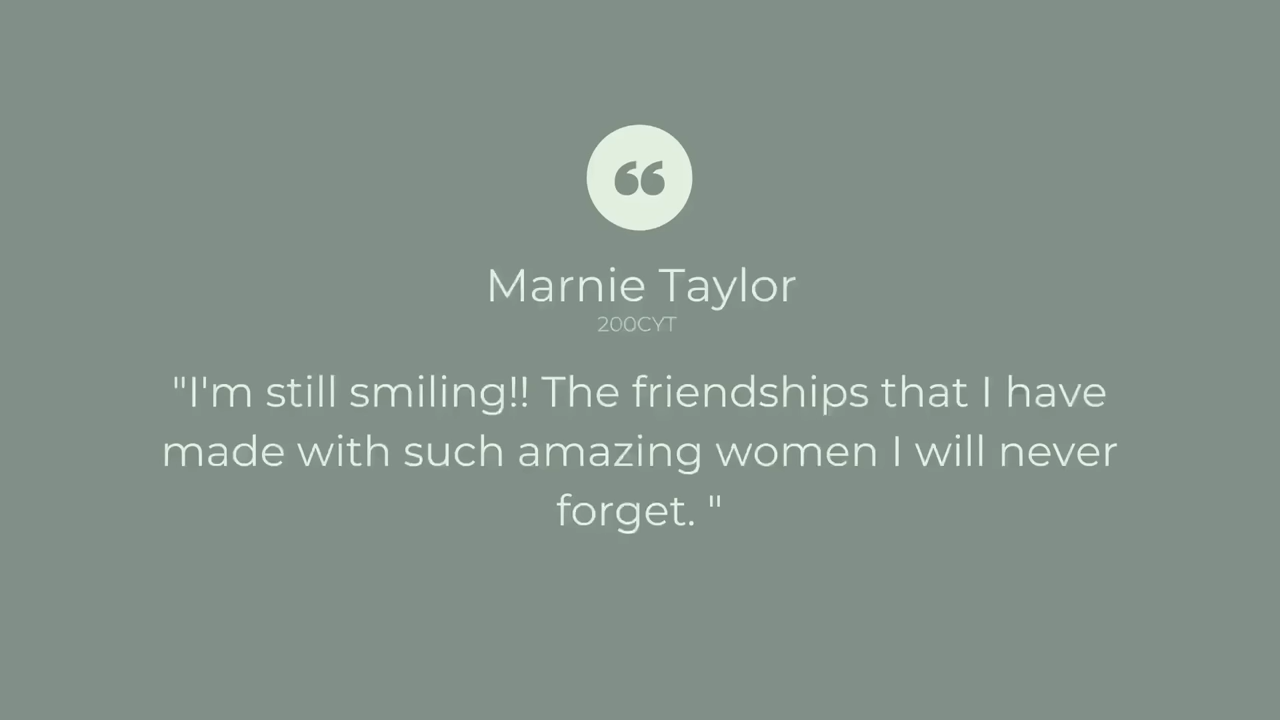 “
Marnie Taylor
200CYT
"I'm still smiling!! The friendships that I have
made with such amazing women I will never
forget. "